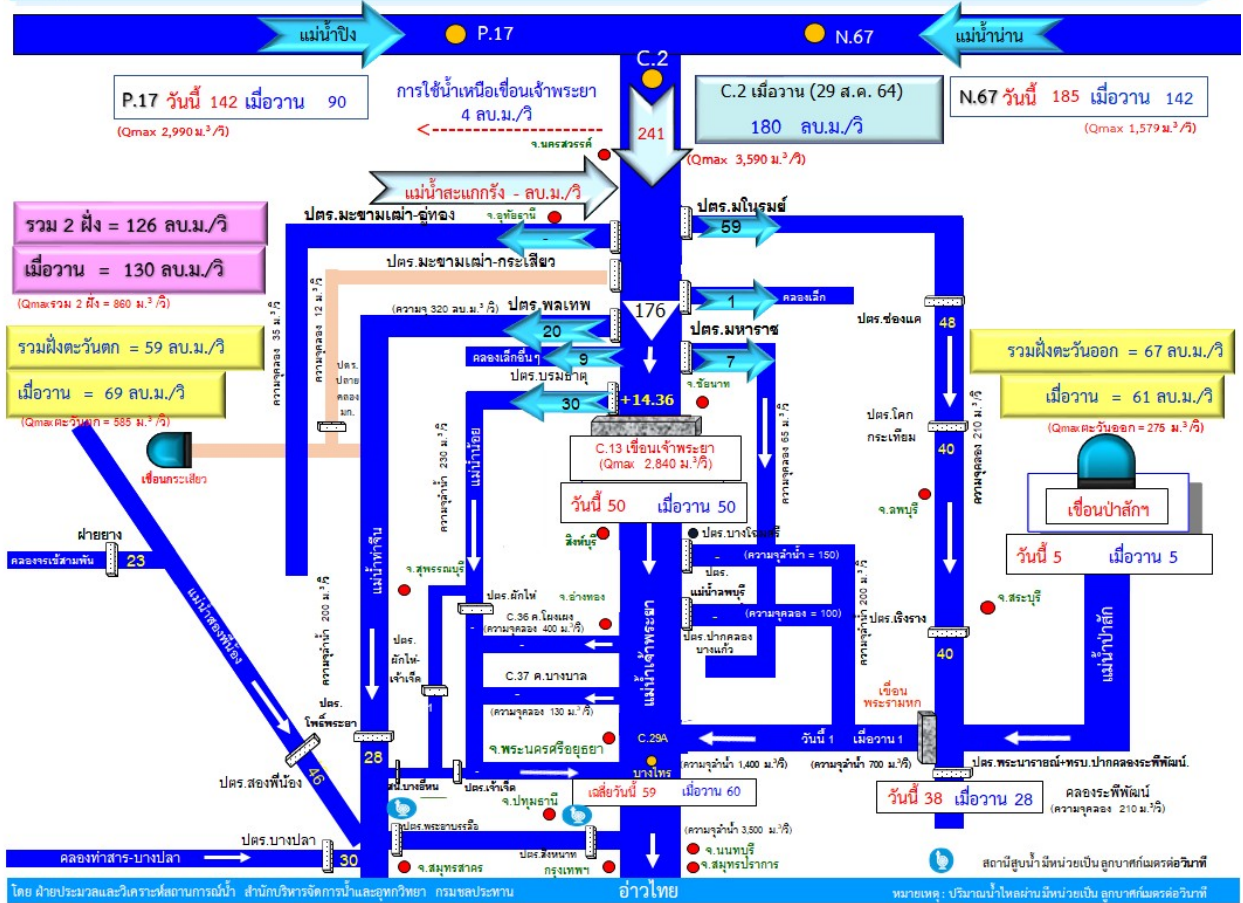 แม่น้ำปิง
P.17
N.67
แม่น้ำน่าน
C.2
P.17 วันนี้ 142 เมื่อวาน 90
(Qmax 2,990 ม.³/วิ)
การใช้น้ำเหนือเขื่อนเจ้าพระยา
4 ลบ.ม./วิ
จ.นครสวรรค์
241
C.2 เมื่อวาน (29 ส.ค. 64)
180 ลบ.ม./วิ
(Qmax 3,590 ม.³/วิ)
N.67 วันนี้ 185 เมื่อวาน 142
(Qmax 1,579 ม.³/วิ)
แม่น้ำสะแกกรัง - ลบ.ม./วิ
รวม 2 ฝั่ง = 126 ลบ.ม./วิ
เมื่อวาน = 130 ลบ.ม./วิ
(Qmaxรวม 2 ฝั่ง = 860 ม.³/วิ)
รวมฝั่งตะวันตก = 59 ลบ.ม./วิ
เมื่อวาน = 69 ลบ.ม./วิ
(Qmaxตะวันตก = 585 ม.³/วิ)
ปตร.มะขามเฒ่า-อู่ทอง
จ.อุทัยธานี
-
ปตร.มะขามเฒ่า-กระเสียว
ความจุคลอง 35 ม.³/วิ
ความจุคลอง 12 ม.³/วิ
(ความจุ 320 ลบ.ม.³/วิ)
ปตร.พลเทพ
20
คลองเล็กอื่นๆ
9
ปตร.บรมธาตุ
30
ปตร.
ปลาย
คลอง
มก.
เขื่อนกระเสียว
ปตร.มโนรมย์
59
1
คลองเล็ก
176
ปตร.มหาราช
7
จ.ชัยนาท
+14.36
C.13 เขื่อนเจ้าพระยา
(Qmax 2,840 ม.³/วิ)
วันนี้ 50 เมื่อวาน 50
ปตร.ช่องแค
48
ปตร.โคก
กระเทียม
40
ความจุคลอง 210 ม.³/วิ
ความจุคลอง 65 ม.³/วิ
จ.ลพบุรี
รวมฝั่งตะวันออก = 67 ลบ.ม./วิ
เมื่อวาน = 61 ลบ.ม./วิ
(Qmaxตะวันออก = 275 ม.³/วิ)
เขื่อนป่าสักฯ
วันนี้ 5 เมื่อวาน 5
จ.สระบุรี
ปตร.เริงราง
40
แม่น้ำป่าสัก
แม่น้ำน้อย
ความจุลำน้ำ 230 ม.³/วิ
แม่น้ำท่าจีน
ความจุลำน้ำ 200 ม.³/วิ
ฝายยาง
คลองจรเข้สามพัน
23
แม่น้ำสองพี่น้อง
จ.สุพรรณบุรี
สิงห์บุรี
จ.อ่างทอง
ปตร.ผักไห่
-
C.36 ค.โผงเผง
(ความจุคลอง 400 ม.³/วิ)
-
ปตร.
ผักไห่-
เจ้าเจ็ด
1
C.37 ค.บางบาล
-
(ความจุคลอง 130 ม.³/วิ)
แม่น้ำเจ้าพระยา
ปตร.บางโฉมศรี
(ความจุลำน้ำ = 150)
-
ปตร.
แม่น้ำลพบุรี
(ความจุคลอง = 100)
-
ปตร.ปากคลอง
บางแก้ว
ความจุลำน้ำ 200 ม.³/วิ
เขื่อน
พระรามหก
วันนี้ 1 เมื่อวาน 1
(ความจุลำน้ำ 1,400 ม.³/วิ)
(ความจุลำน้ำ 700 ม.³/วิ)
ปตร.พระนารายณ์+ทรบ.ปากคลองระพีพัฒน์.
วันนี้ 38 เมื่อวาน 28
คลองระพีพัฒน์
(ความจุคลอง 210 ม.³วิ)
ปตร.
โพธิ์พระยา
28
46
ปตร.สองพี่น้อง
จ.พระนครศรีอยุธยา
C.29A
บางไทร
เฉลี่ยวันนี้ 59 เมื่อวาน 60
สน.บางยี่หน
ปตร.เจ้าเจ็ด
จ.ปทุมธานี
ปตร.พระยาบรรลือ
ปตร.สิงหนาท
(ความจุลำน้ำ 3,500 ม.³/วิ)
จ.นนทบุรี
จ.สมุทรปราการ
กรุงเทพฯ
จ.สมุทรสาคร
ปตร.บางปลา
คลองท่าสาร-บางปลา
30
สถานีสูบน้ำ มีหน่วยเป็น ลูกบาศก์เมตรต่อวินาที
โดย ฝ่ายประมวลและวิเคราะห์สถานการณ์น้ำ สำนักบริหารจัดการน้ำและอุทกวิทยา กรมชลประทาน
อ่าวไทย
หมายเหตุ : ปริมาณน้ำไหลผ่านมีหน่วยเป็น ลูกบาศก์เมตรต่อวินาที